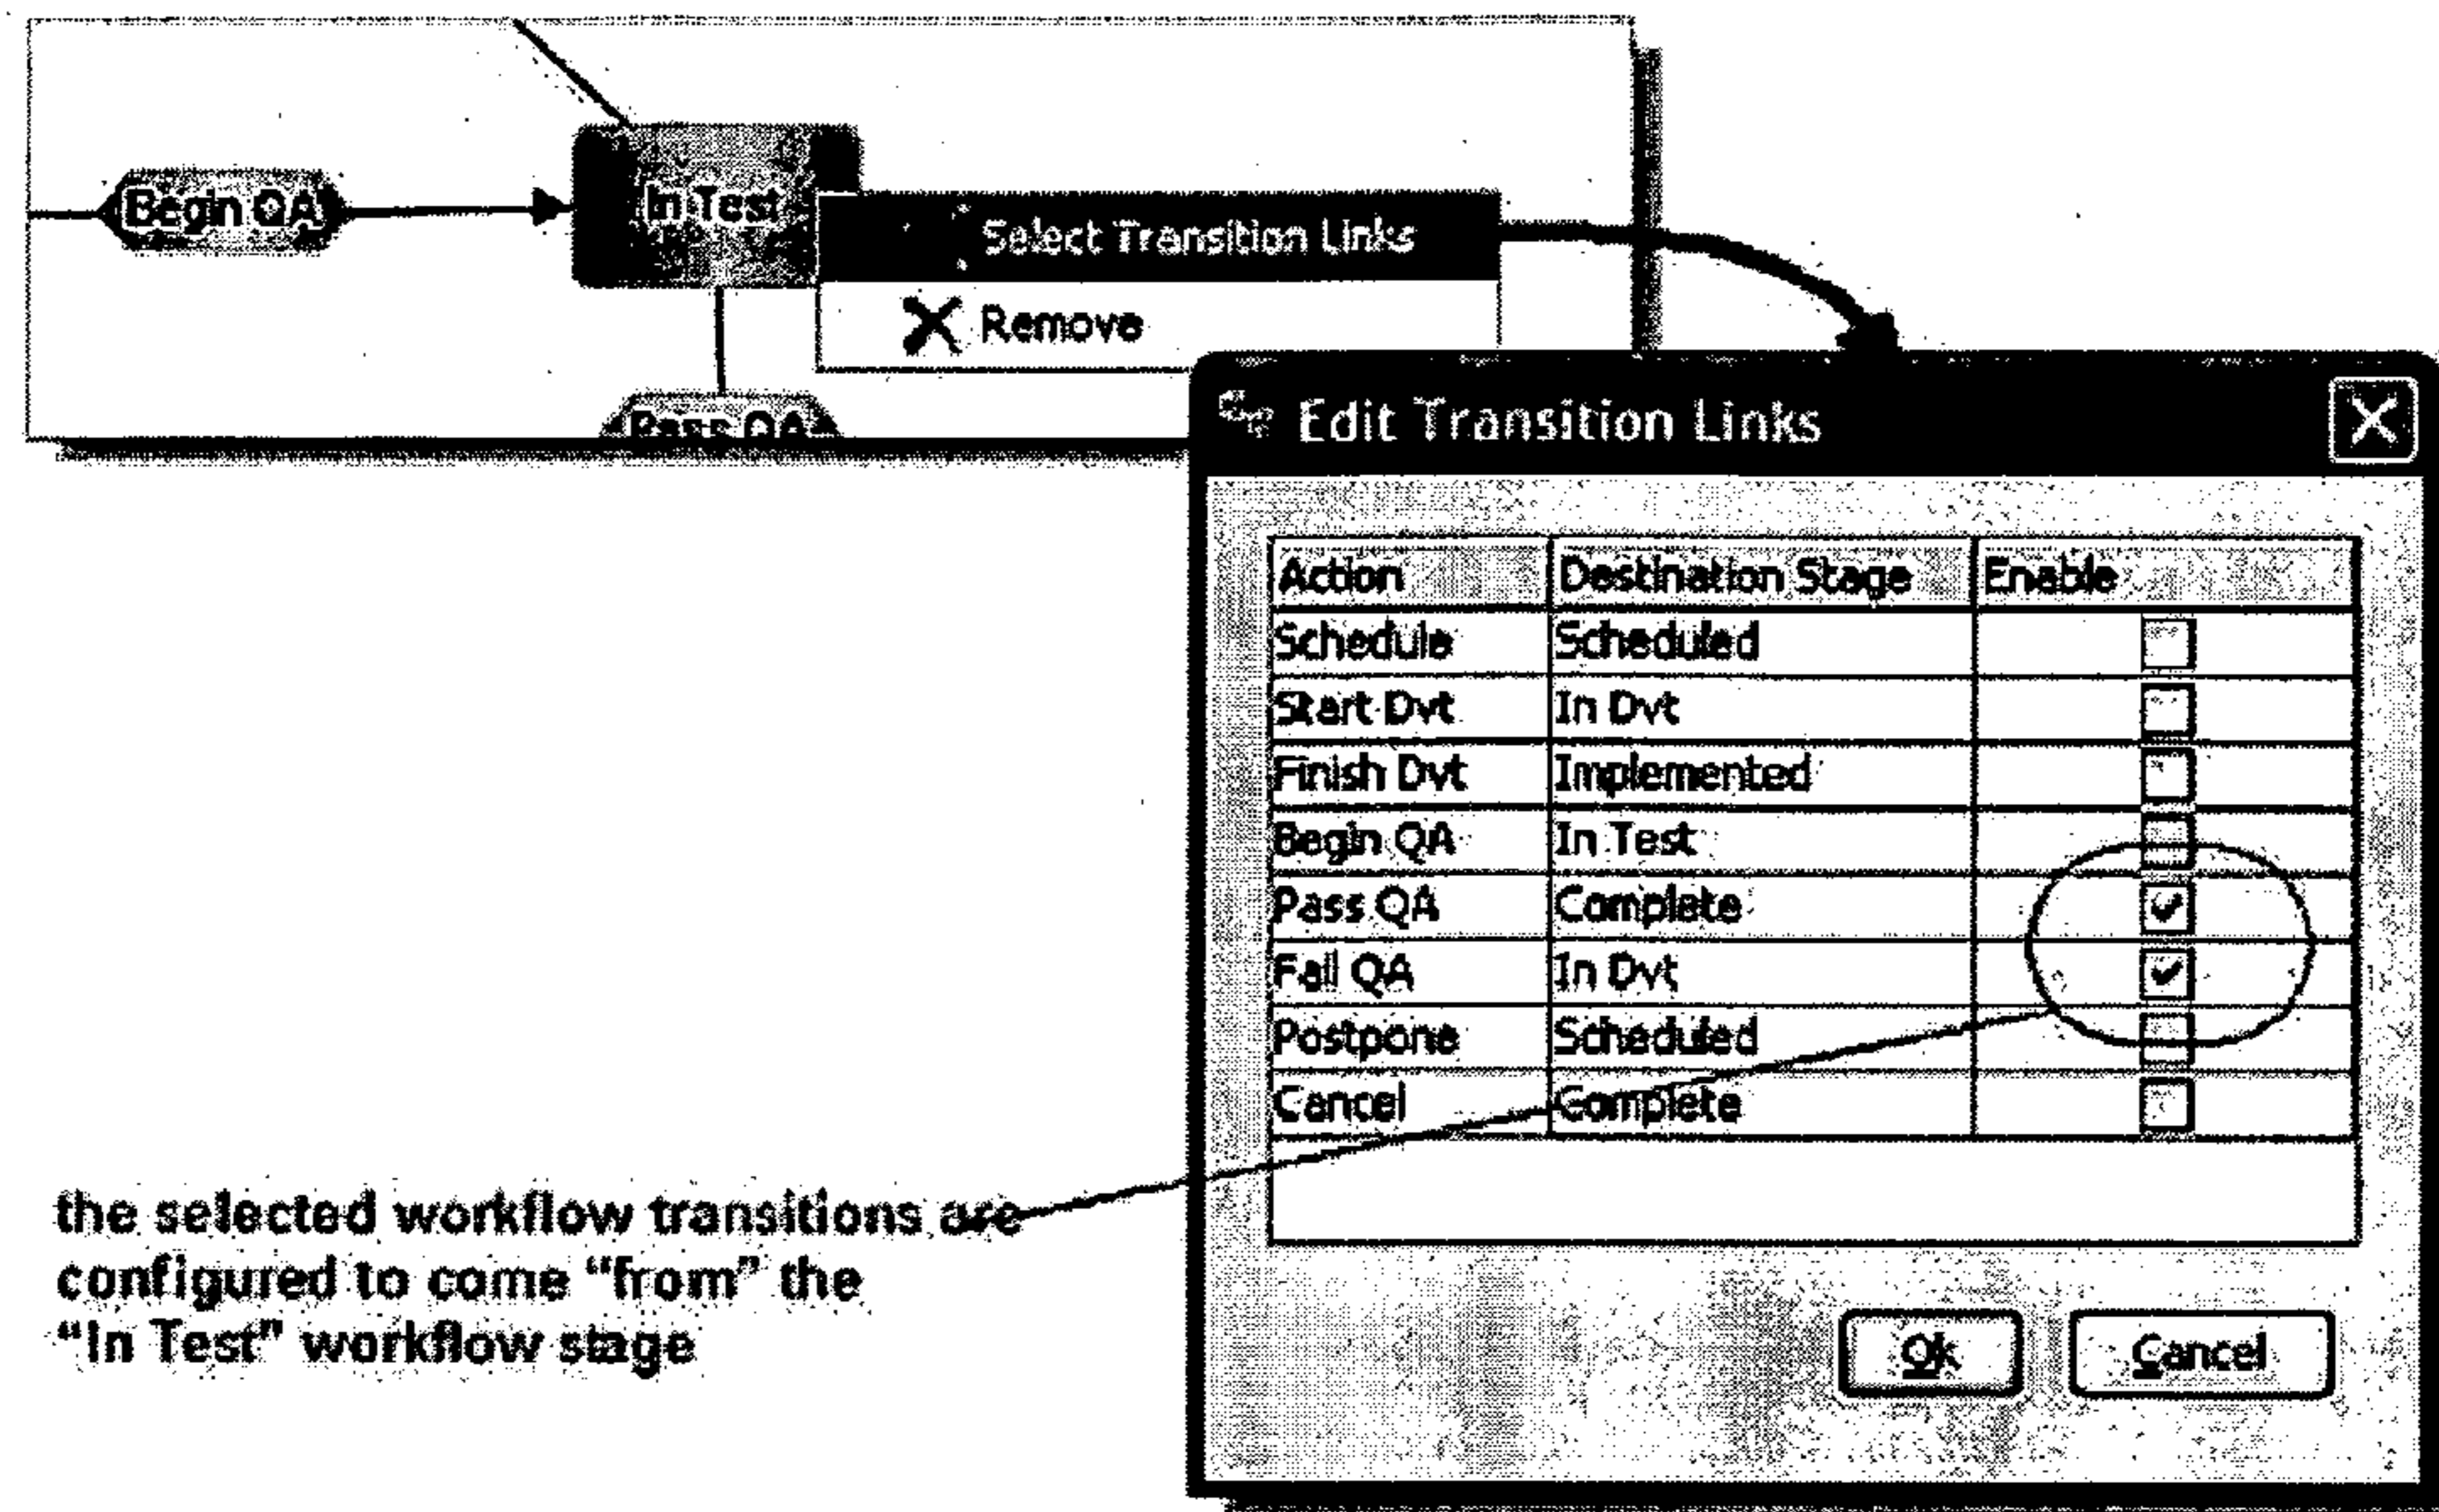 Begin QA
In Test
Select Transition Links
Remove
Pass QA
Edit Transition Links
Action Destination Stage Enable
Schedule Scheduled
Start Dvt In Dvt
Finish Dvt Implemented
Begin QA In Test
Pass QA Complete
Fail QA In Dvt
Postpone Scheduled
Cancel Complete
the selected workflow transitions are
configured to come “from” the
“In Test” workflow stage
Ok Cancel